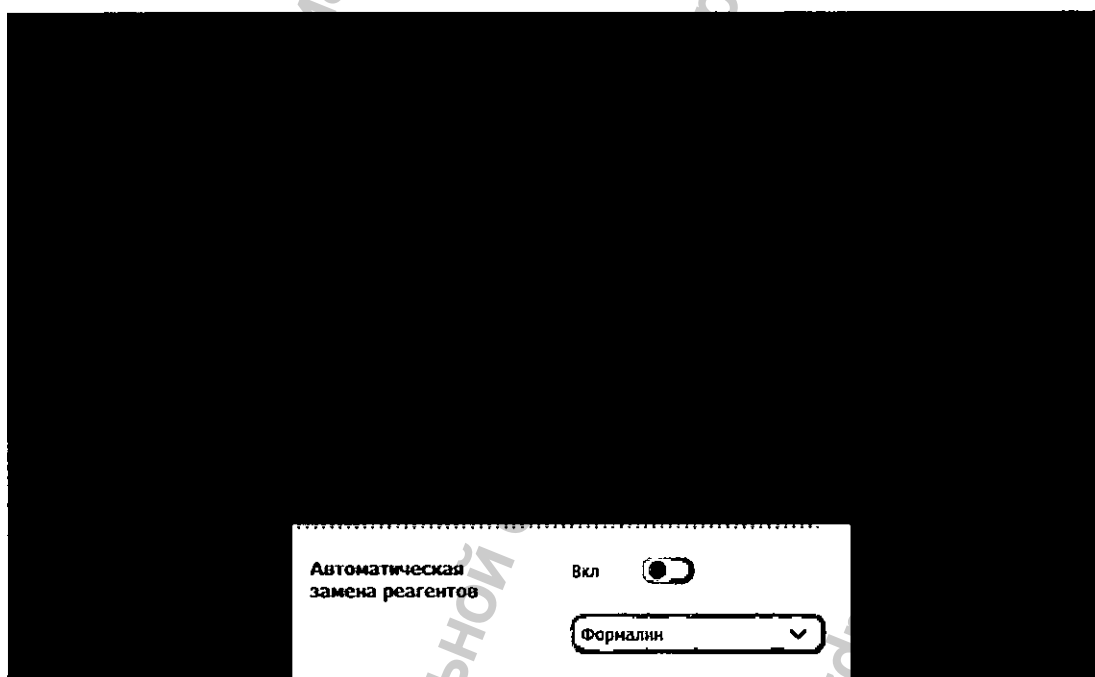 Автоматическая
замена реагентов
Вкл
Формалин